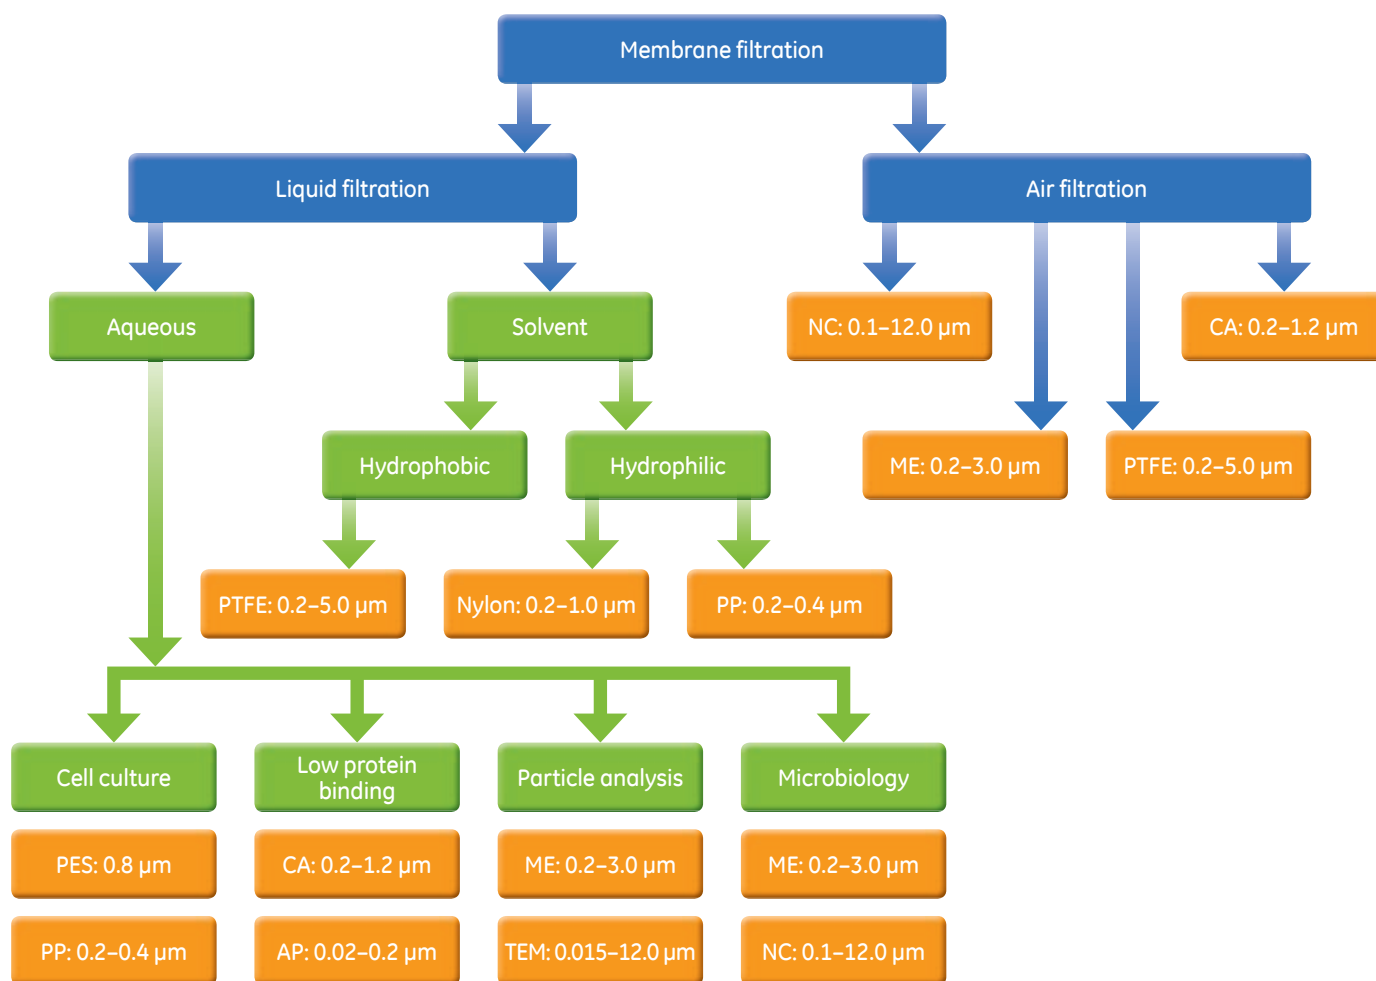 Membrane filtration
Liquid filtration
Air filtration
Aqueous
Solvent
NC: 0.1–12.0 µm
CA: 0.2–1.2 µm
Hydrophobic
Hydrophilic
ME: 0.2–3.0 µm
PTFE: 0.2–5.0 µm
PTFE: 0.2–5.0 µm
Nylon: 0.2–1.0 µm
PP: 0.2–0.4 µm
Cell culture
Low protein
binding
Particle analysis
Microbiology
PES: 0.8 µm
CA: 0.2–1.2 µm
ME: 0.2–3.0 µm
ME: 0.2–3.0 µm
PP: 0.2–0.4 µm
AP: 0.02–0.2 µm
TEM: 0.015–12.0 µm
NC: 0.1–12.0 µm